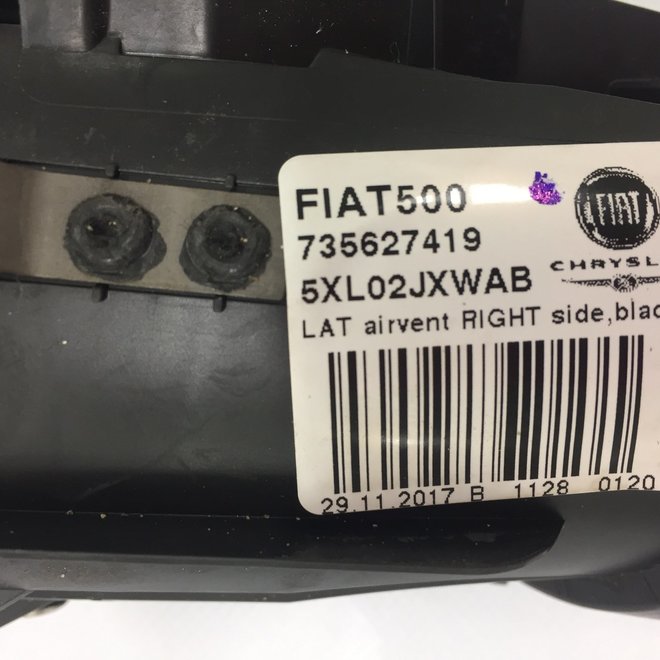 FIAT500
735627419
5XL02JXWAB
LAT airvent RIGHT side,blac
FIAT
CHRYSL
29.11.2017 B 1128 0120